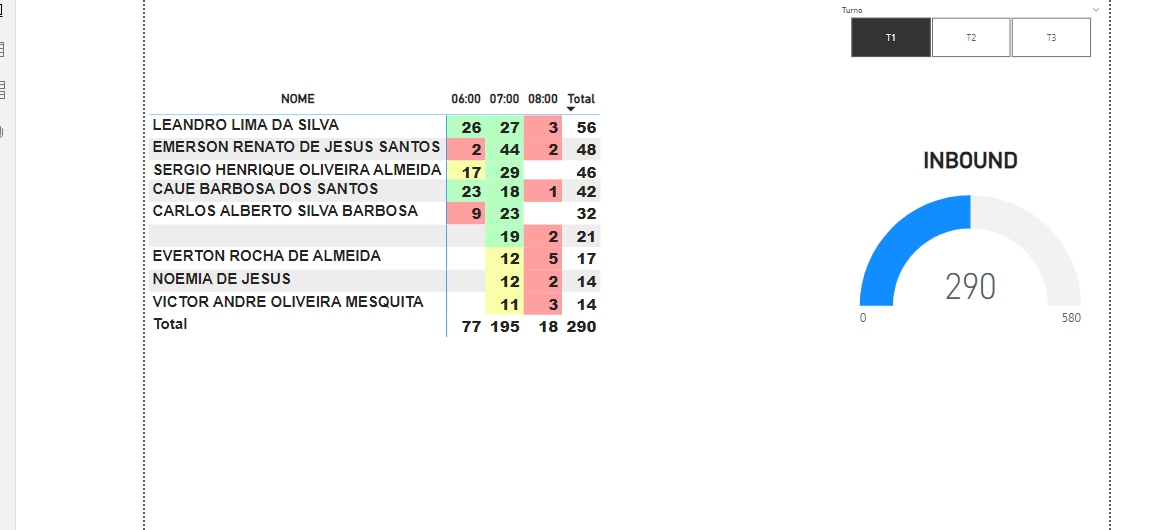 Turno
T1 T2 T3
NOME 06:00 07:00 08:00 Total
LEANDRO LIMA DA SILVA 26 27 3 56
EMERSON RENATO DE JESUS SANTOS 2 44 2 48
SERGIO HENRIQUE OLIVEIRA ALMEIDA 17 29 46
CAUE BARBOSA DOS SANTOS 23 18 1 42
CARLOS ALBERTO SILVA BARBOSA 9 23 32
19 2 21
EVERTON ROCHA DE ALMEIDA 12 5 17
NOEMIA DE JESUS 12 2 14
VICTOR ANDRE OLIVEIRA MESQUITA 11 3 14
Total 77 195 18 290
INBOUND
290
0 580